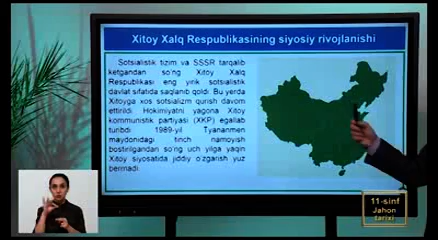 Xitoy Xalq Respublikasining siyosiy rivojlanishi
Sotsialistik tizim va SSSR tarqalib
ketgandan so'ng Xitoy Xalq
Respublikasi eng yirik sotsialistik
davlat sifatida saqlanib qoldi. Bu yerda
Xitoyga xos sotsializm qurish davom
ettirildi Hokimiyatni yagona Xitoy
kommunistik partiyasi (XKP) egallab
turibdi 1989-yil Tyananmen
maydonidagi tinch namoyish
bostirilgandan so'ng uch yilga yaqin
Xitoy siyosatida jiddiy o'zgarish yuz
bermadi.
11-sinf
Jahon
tarixi